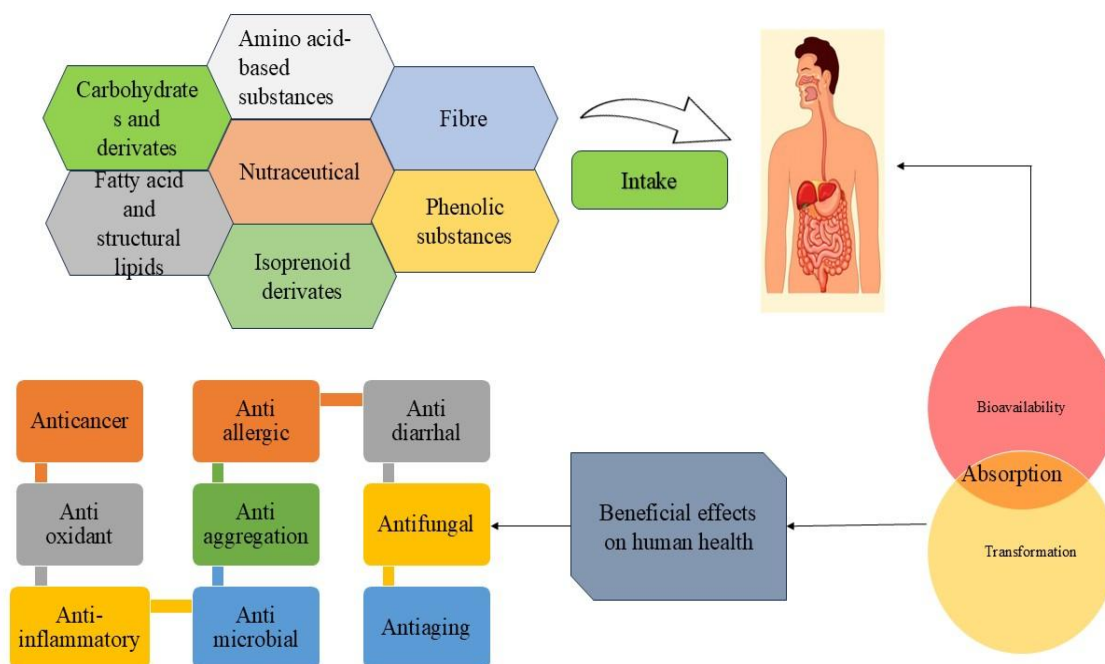 Amino acid-
based
substances
Carbohydrate
s and
derivates
Fibre
Nutraceutical
Fatty acid
and
structural
lipids
Phenolic
substances
Isoprenoid
derivates
Intake
Bioavailability
Absorption
Transformation
Beneficial effects
on human health
Anticancer
Anti
oxidant
Anti-
inflammatory
Anti
microbial
Anti
aggregation
Anti
allergic
Anti
diarrhal
Antifungal
Antiaging